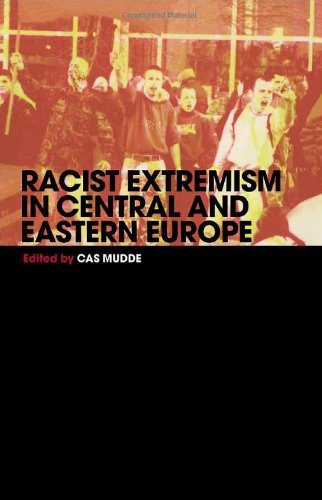 RACIST EXTREMISM
IN CENTRAL AND
EASTERN EUROPE
Edited by CAS MUDDE